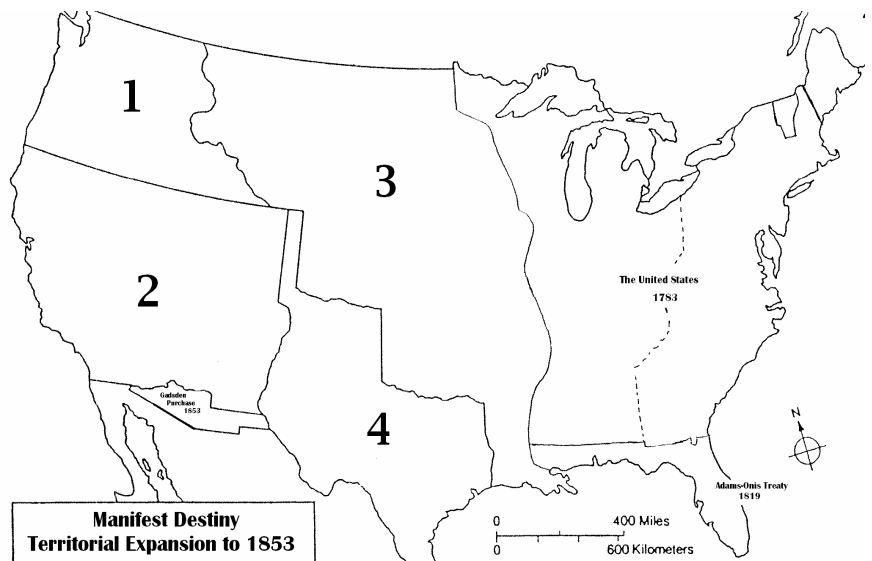 1
3
The United States
1783
2
Gadsden
Purchase
1853
4
N
Adams-Onis Treaty
1819
Manifest Destiny
Territorial Expansion to 1853
0 400 Miles
0 600 Kilometers